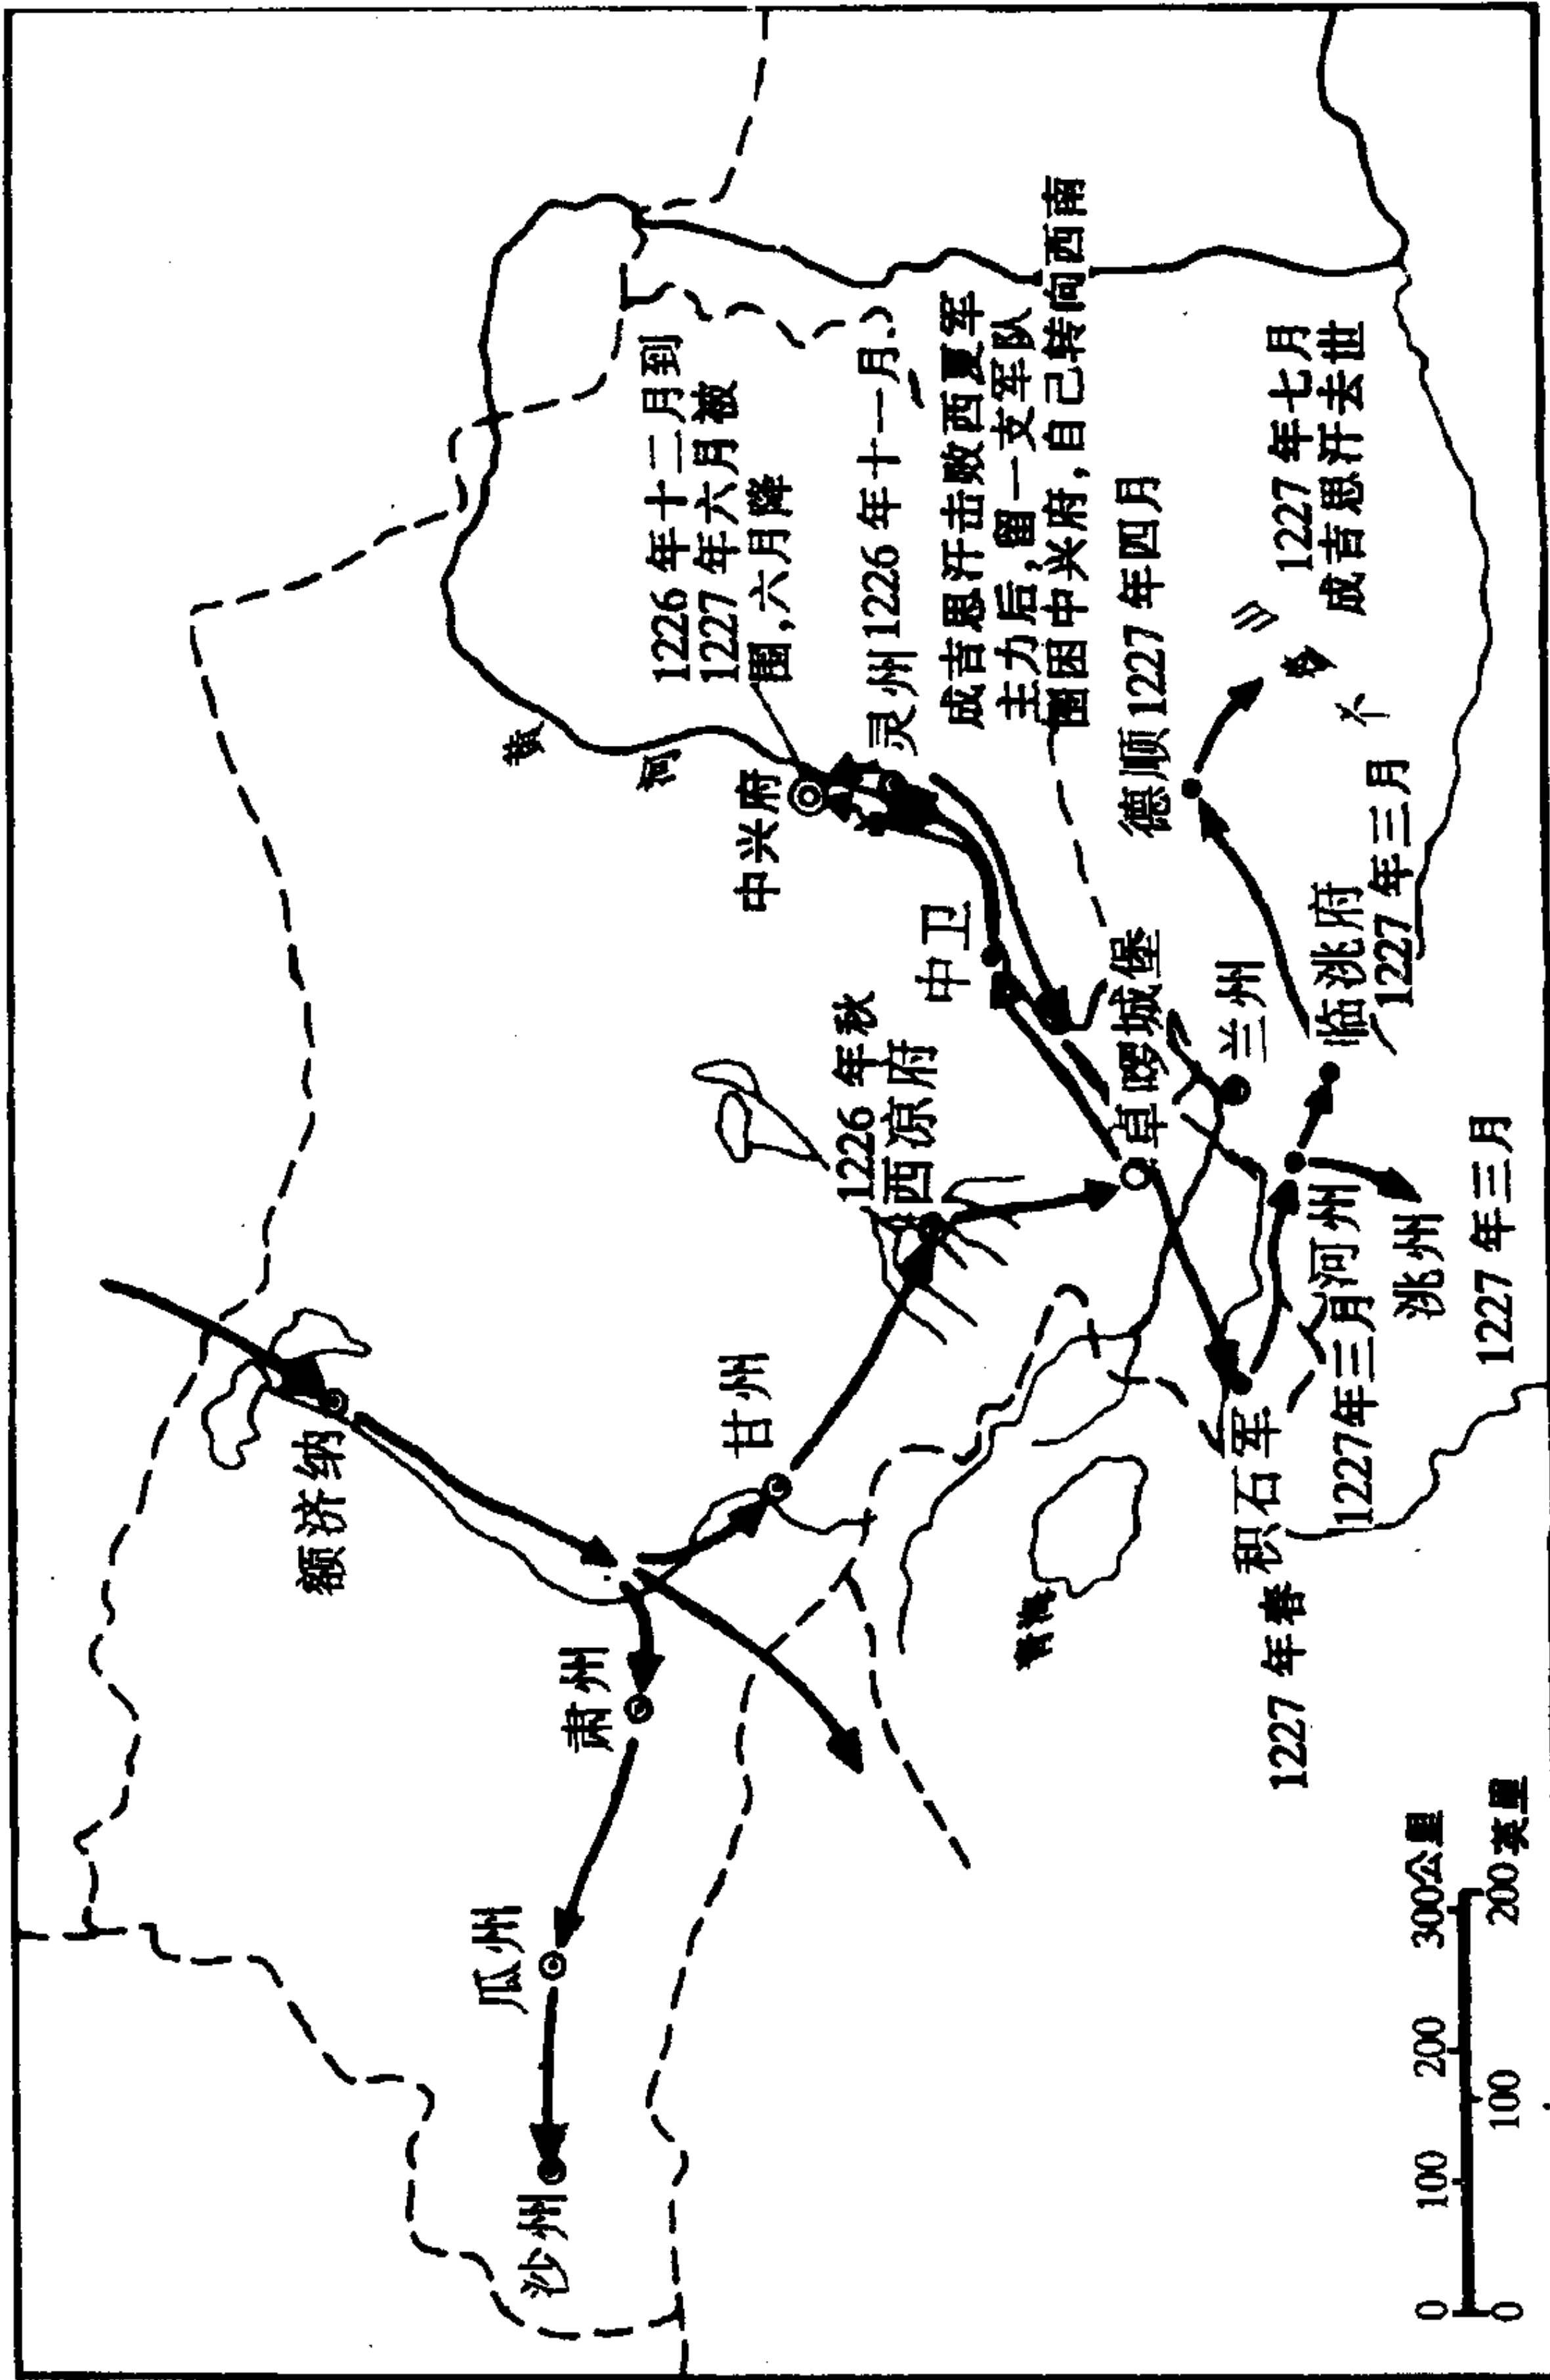 额济纳
沙州
瓜州
肃州
甘州
1226年秋
西凉府
中兴府
中卫
黄
河
1226年十二月到
1227年六月被
围,六月降
灵州1226年十一月
成吉思汗击败西夏军
主力后,留一支军队
围困中兴府,自己转向西南
德顺1227年四月
卓啰城堡
兰州
临洮府
1227年三月
1227年七月
成吉思汗去世
六
盘
山
青海
积石军
1227年春
1227年三月河州
洮州
1227年三月
0 100 200 300公里
0 100 200英里